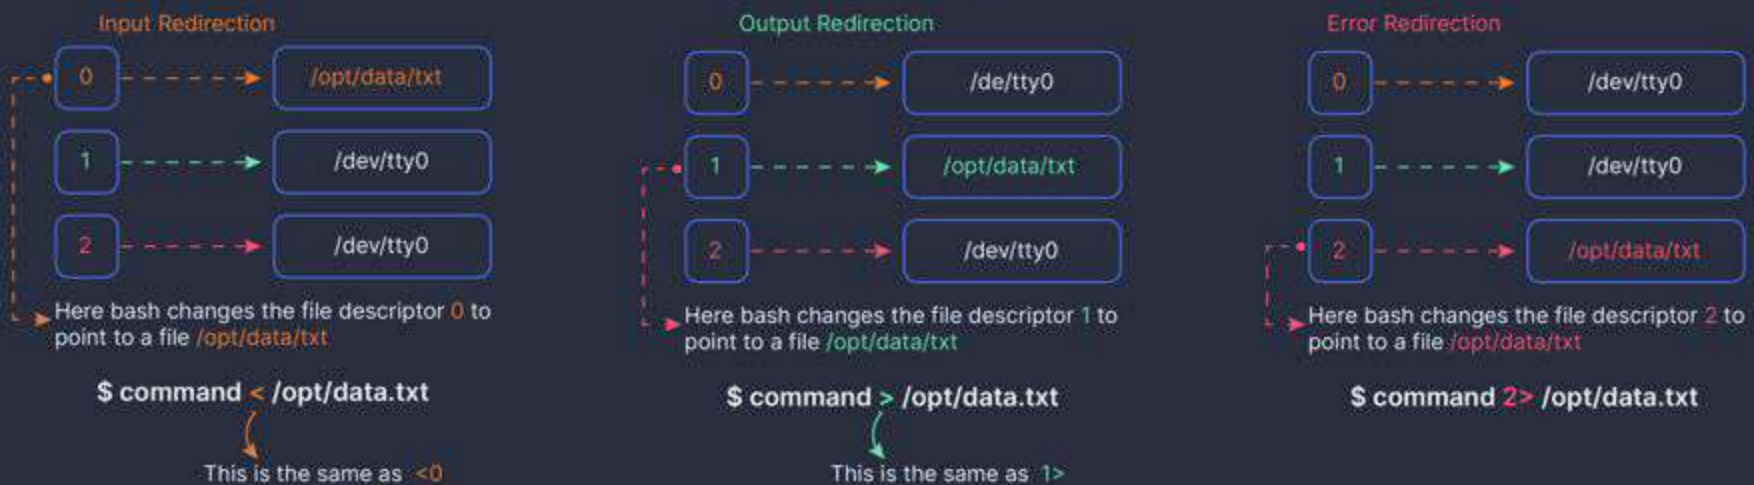 Input Redirection
0
/opt/data/txt
1
/dev/tty0
2
/dev/tty0
Here bash changes the file descriptor 0 to
point to a file /opt/data/txt
$ command < /opt/data.txt
This is the same as <0
Output Redirection
0
/de/tty0
1
/opt/data/txt
2
/dev/tty0
Here bash changes the file descriptor 1 to
point to a file /opt/data/txt
$ command > /opt/data.txt
This is the same as 1>
Error Redirection
0
/dev/tty0
1
/dev/tty0
2
/opt/data/txt
Here bash changes the file descriptor 2 to
point to a file /opt/data/txt
$ command 2> /opt/data.txt